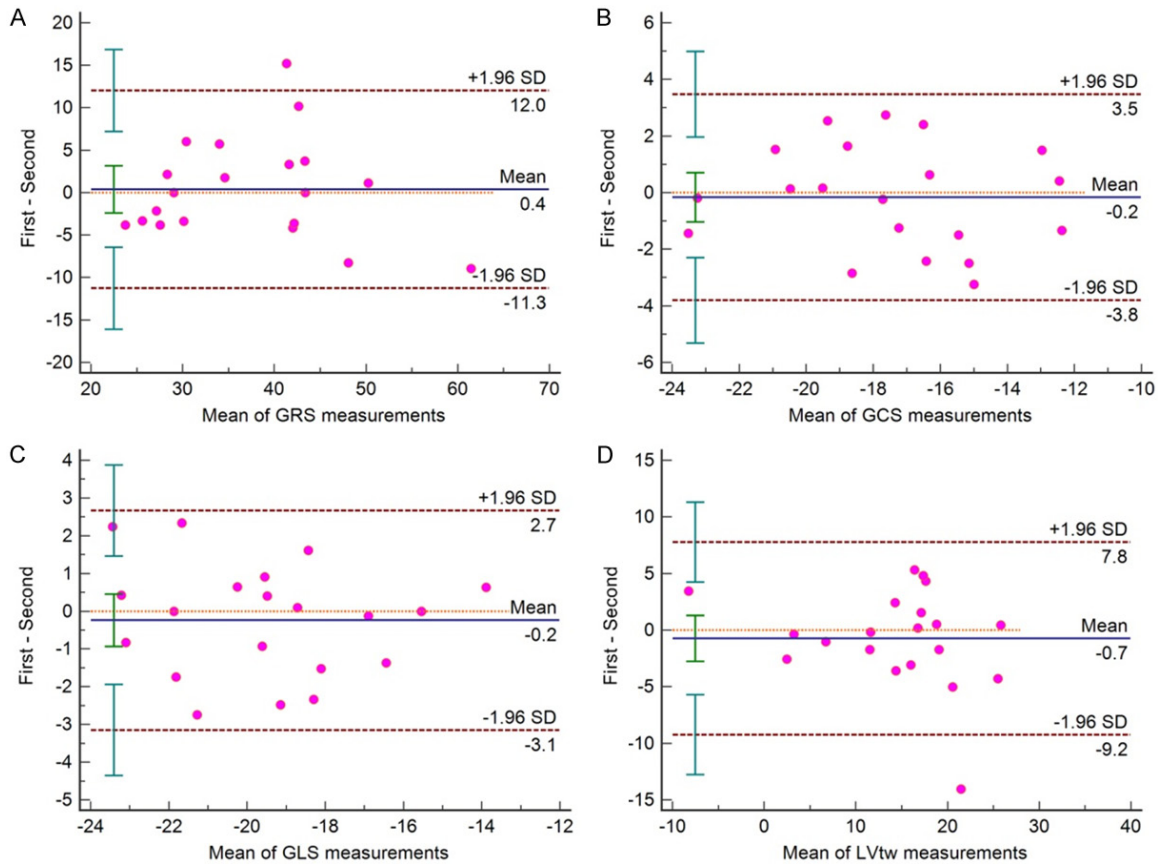 A
20
15
10
5
0
-5
-10
-15
-20
First - Second
+1.96 SD
12.0
Mean
0.4
-1.96 SD
-11.3
20 30 40 50 60 70
Mean of GRS measurements
B
6
4
2
0
-2
-4
-6
First - Second
+1.96 SD
3.5
Mean
-0.2
-1.96 SD
-3.8
-24 -22 -20 -18 -16 -14 -12 -10
Mean of GCS measurements
C
4
3
2
1
0
-1
-2
-3
-4
-5
First - Second
+1.96 SD
2.7
Mean
-0.2
-1.96 SD
-3.1
-24 -22 -20 -18 -16 -14 -12
Mean of GLS measurements
D
15
10
5
0
-5
-10
-15
First - Second
+1.96 SD
7.8
Mean
-0.7
-1.96 SD
-9.2
-10 0 10 20 30 40
Mean of LVtw measurements